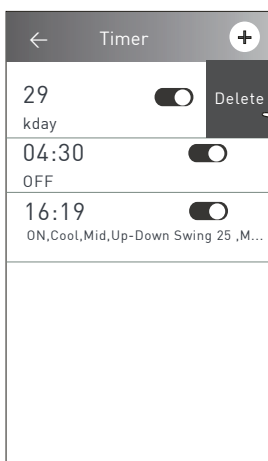 Timer
29
Delete
kday
04:30
OFF
16:19
ON,Cool,Mid,Up-Down Swing 25 ,M...